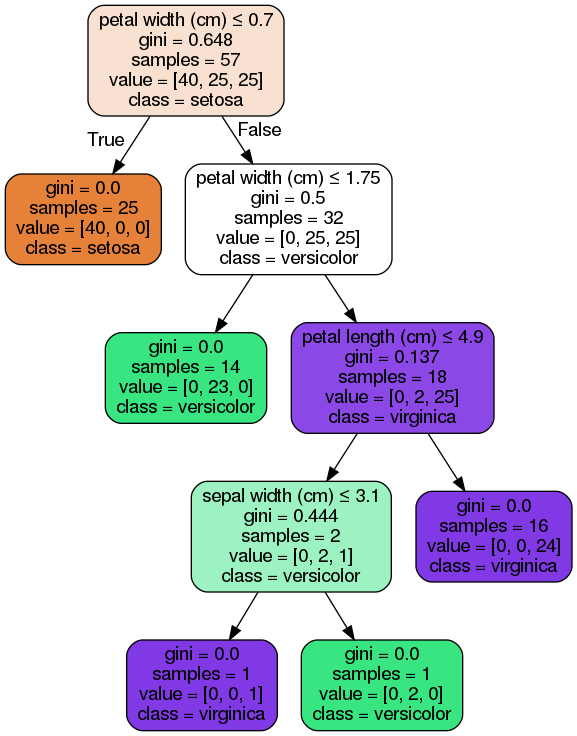 petal width (cm) ≤ 0.7
gini = 0.648
samples = 57
value = [40, 25, 25]
class = setosa
True
False
gini = 0.0
samples = 25
value = [40, 0, 0]
class = setosa
petal width (cm) ≤ 1.75
gini = 0.5
samples = 32
value = [0, 25, 25]
class = versicolor
gini = 0.0
samples = 14
value = [0, 23, 0]
class = versicolor
petal length (cm) ≤ 4.9
gini = 0.137
samples = 18
value = [0, 2, 25]
class = virginica
sepal width (cm) ≤ 3.1
gini = 0.444
samples = 2
value = [0, 2, 1]
class = versicolor
gini = 0.0
samples = 16
value = [0, 0, 24]
class = virginica
gini = 0.0
samples = 1
value = [0, 0, 1]
class = virginica
gini = 0.0
samples = 1
value = [0, 2, 0]
class = versicolor